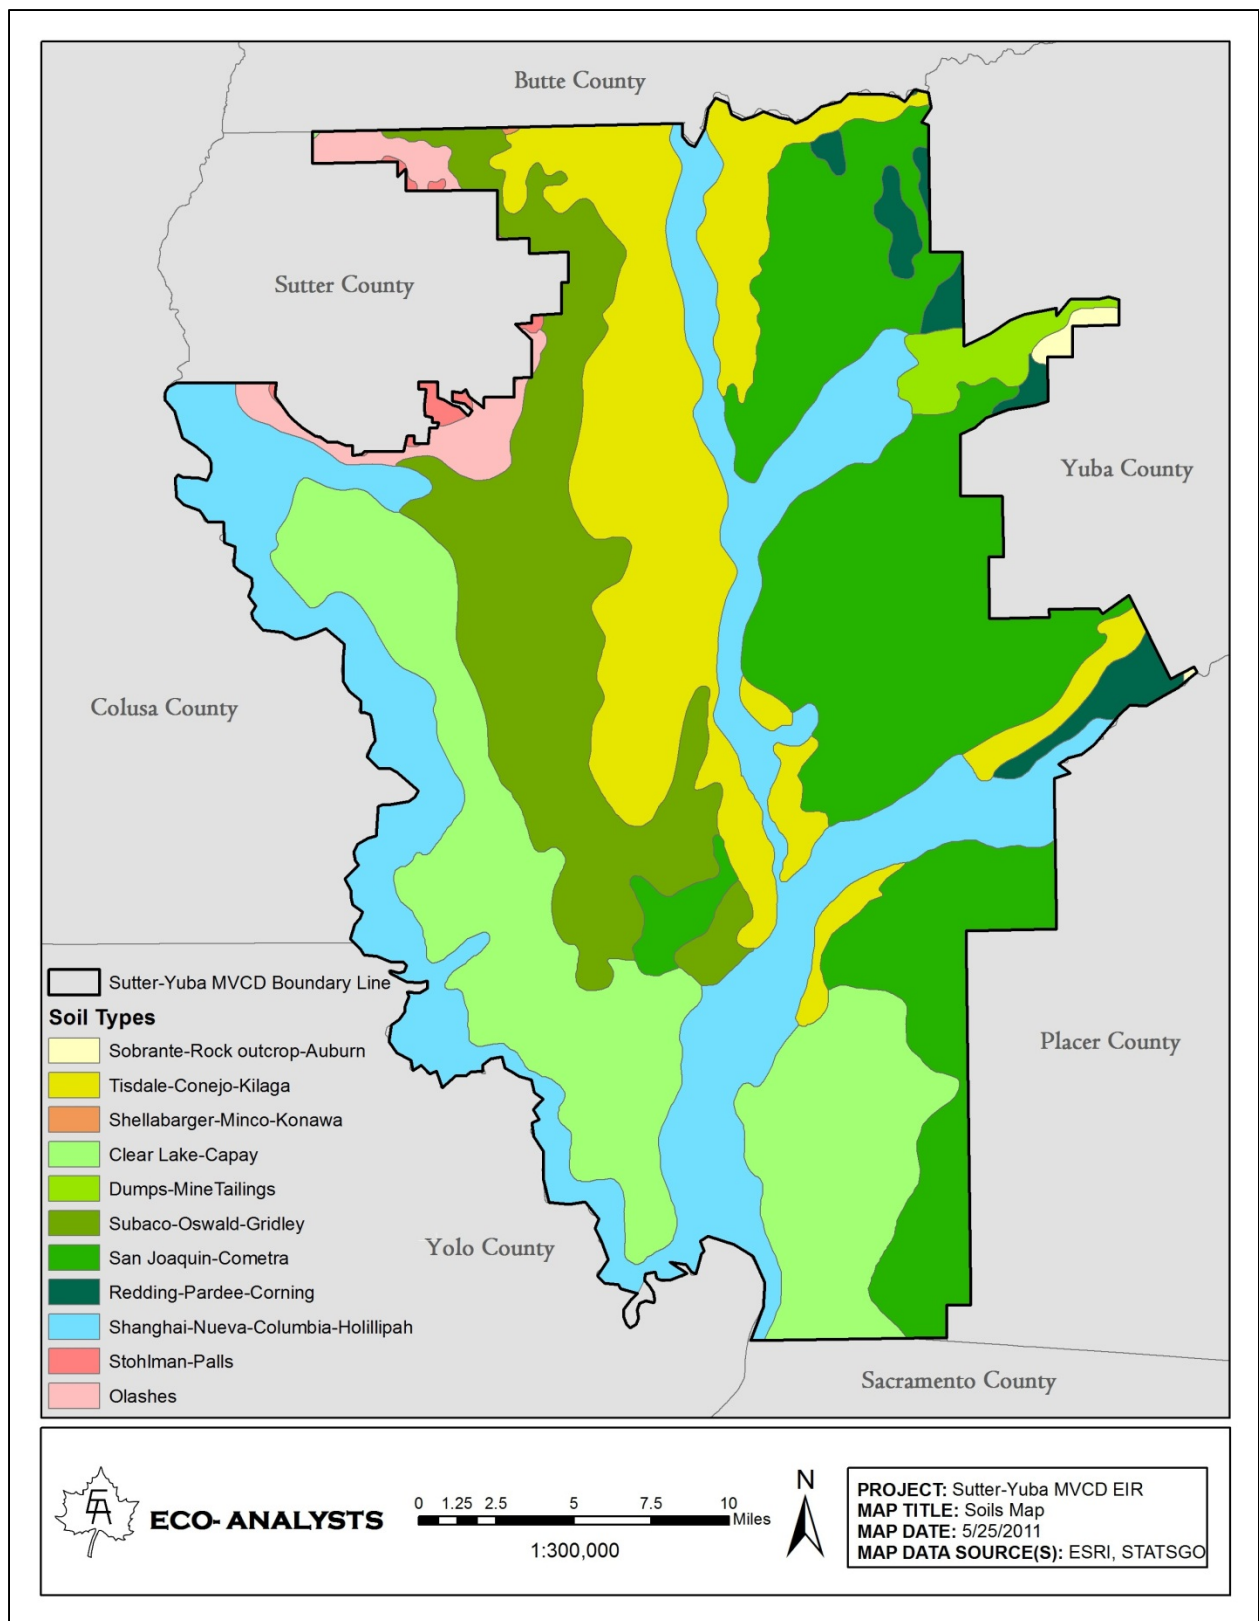 Butte County
Sutter County
Yuba County
Colusa County
Placer County
Yolo County
Sacramento County
Sutter-Yuba MVCD Boundary Line
Soil Types
Sobrante-Rock outcrop-Auburn
Tisdale-Conejo-Kilaga
Shellabarger-Minco-Konawa
Clear Lake-Capay
Dumps-MineTailings
Subaco-Oswald-Gridley
San Joaquin-Cometra
Redding-Pardee-Corning
Shanghai-Nueva-Columbia-Holillipah
Stohlman-Palls
Olashes
EA
ECO-ANALYSTS
0 1.25 2.5 5 7.5 10
Miles
1:300,000
N
PROJECT: Sutter-Yuba MVCD EIR
MAP TITLE: Soils Map
MAP DATE: 5/25/2011
MAP DATA SOURCE(S): ESRI, STATSGO